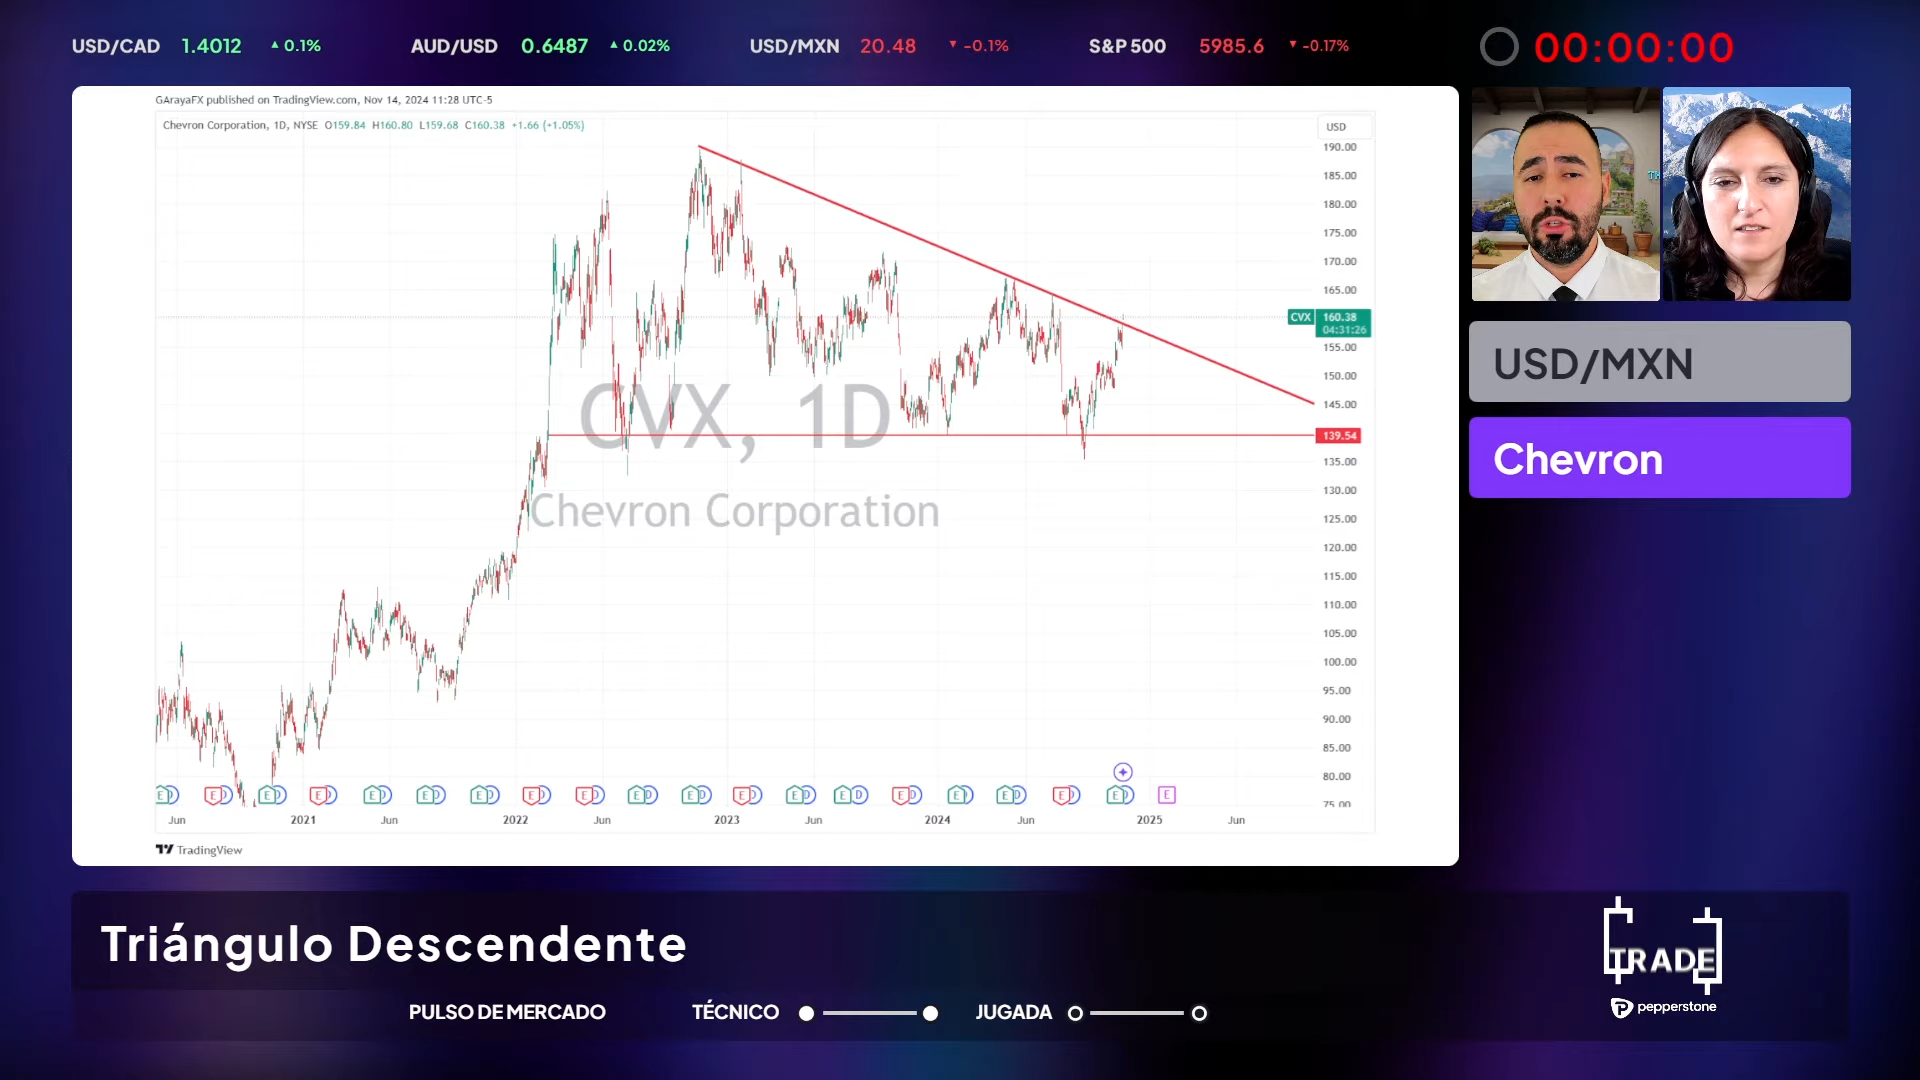 USD/CAD 1.4012 ▲ 0.1% AUD/USD 0.6487 ▲ 0.02% USD/MXN 20.48 ▼ -0.1% S&P 500 5985.6 ▼ -0.17% 00:00:00
GArayaFX published on TradingView.com, Nov 14, 2024 11:28 UTC-5
Chevron Corporation, 1D, NYSE O159.84 H160.80 L159.68 C160.38 +1.66 (+1.05%)
USD
190.00
185.00
180.00
175.00
170.00
165.00
CVX 160.38
04:31:26
155.00
150.00
145.00
139.54
135.00
130.00
125.00
120.00
115.00
110.00
105.00
100.00
95.00
90.00
85.00
80.00
75.00
CVX, 1D
Chevron Corporation
E D E D E D E D E D E D E D E D E D E D E D E D E D E D E D E D E D E D E D E
Jun 2021 Jun 2022 Jun 2023 Jun 2024 Jun 2025 Jun
TradingView
USD/MXN
Chevron
Triángulo Descendente
PULSO DE MERCADO TÉCNICO JUGADA
TRADE
pepperstone